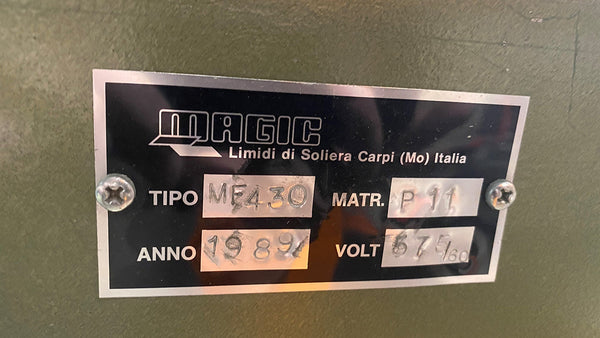 MAGIC
Limidi di Soliera Carpi (Mo) Italia
TIPO ME430 MATR. P 11
ANNO 1989 VOLT 575/60